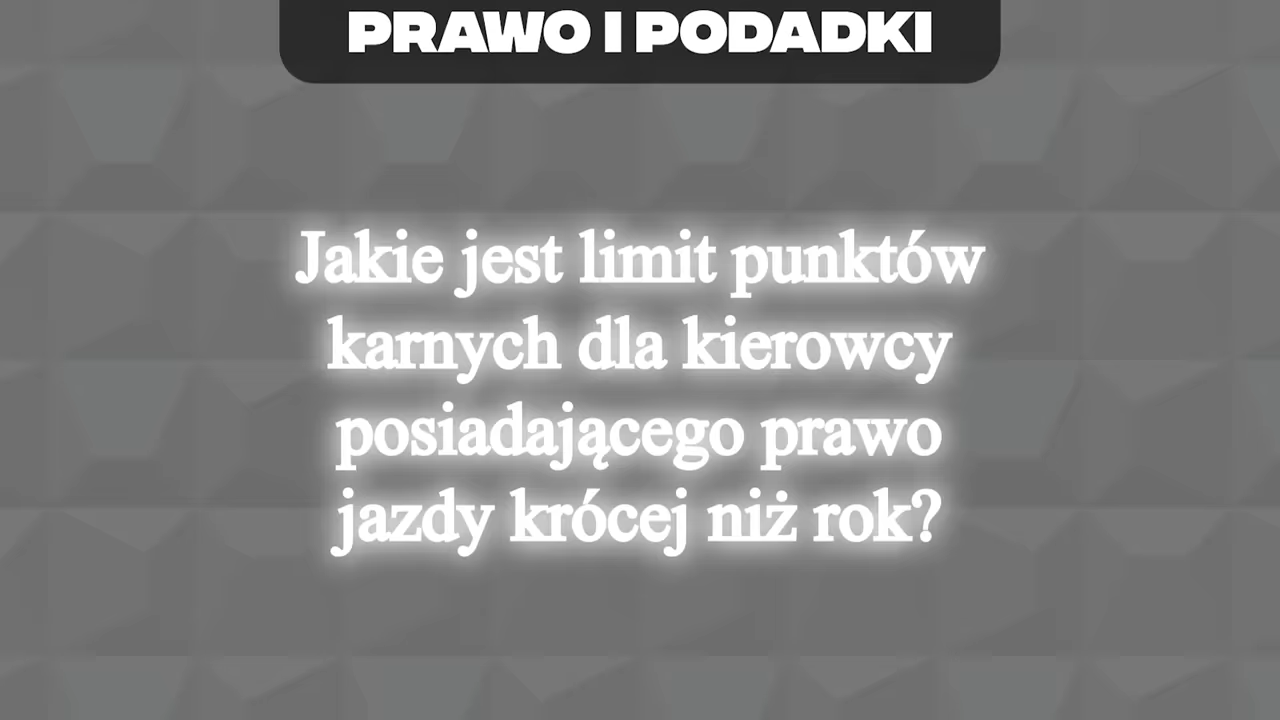 PRAWO I PODADKI
Jakie jest limit punktów
karnych dla kierowcy
posiadającego prawo
jazdy krócej niż rok?